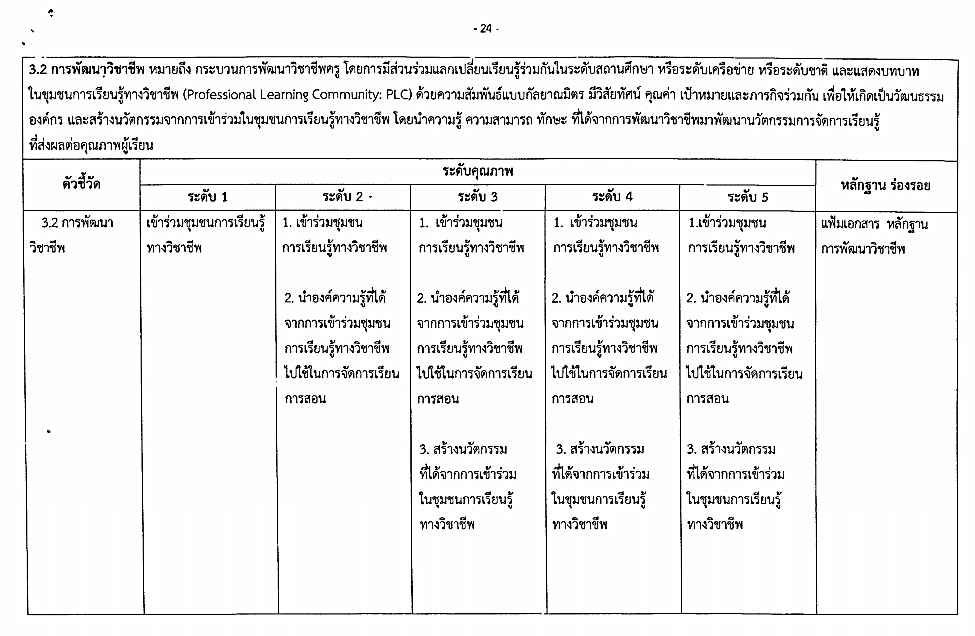 - 24 -
3.2 การพัฒนาวิชาชีพ หมายถึง กระบวนการพัฒนาวิชาชีพครู โดยการมีส่วนร่วมแลกเปลี่ยนเรียนรู้ร่วมกันในระดับสถานศึกษา หรือระดับเครือข่าย หรือระดับชาติ และแสดงบทบาท
ในชุมชนการเรียนรู้ทางวิชาชีพ (Professional Learning Community: PLC) ด้วยความสัมพันธ์แบบกัลยาณมิตร มีวิสัยทัศน์ คุณค่า เป้าหมายและภารกิจร่วมกัน เพื่อให้เกิดเป็นวัฒนธรรม
องค์กร และสร้างนวัตกรรมจากการเข้าร่วมในชุมชนการเรียนรู้ทางวิชาชีพ โดยนำความรู้ ความสามารถ ทักษะ ที่ได้จากการพัฒนาวิชาชีพมาพัฒนานวัตกรรมการจัดการเรียนรู้
ที่ส่งผลต่อคุณภาพผู้เรียน
ตัวชี้วัด
ระดับคุณภาพ
หลักฐาน ร่องรอย
ระดับ 1
ระดับ 2
ระดับ 3
ระดับ 4
ระดับ 5
3.2 การพัฒนา
วิชาชีพ
เข้าร่วมชุมชนการเรียนรู้
ทางวิชาชีพ
1. เข้าร่วมชุมชน
การเรียนรู้ทางวิชาชีพ
2. นำองค์ความรู้ที่ได้
จากการเข้าร่วมชุมชน
การเรียนรู้ทางวิชาชีพ
ไปใช้ในการจัดการเรียน
การสอน
1. เข้าร่วมชุมชน
การเรียนรู้ทางวิชาชีพ
2. นำองค์ความรู้ที่ได้
จากการเข้าร่วมชุมชน
การเรียนรู้ทางวิชาชีพ
ไปใช้ในการจัดการเรียน
การสอน
3. สร้างนวัตกรรม
ที่ได้จากการเข้าร่วม
ในชุมชนการเรียนรู้
ทางวิชาชีพ
1. เข้าร่วมชุมชน
การเรียนรู้ทางวิชาชีพ
2. นำองค์ความรู้ที่ได้
จากการเข้าร่วมชุมชน
การเรียนรู้ทางวิชาชีพ
ไปใช้ในการจัดการเรียน
การสอน
3. สร้างนวัตกรรม
ที่ได้จากการเข้าร่วม
ในชุมชนการเรียนรู้
ทางวิชาชีพ
1.เข้าร่วมชุมชน
การเรียนรู้ทางวิชาชีพ
2. นำองค์ความรู้ที่ได้
จากการเข้าร่วมชุมชน
การเรียนรู้ทางวิชาชีพ
ไปใช้ในการจัดการเรียน
การสอน
3. สร้างนวัตกรรม
ที่ได้จากการเข้าร่วม
ในชุมชนการเรียนรู้
ทางวิชาชีพ
แฟ้มเอกสาร หลักฐาน
การพัฒนาวิชาชีพ